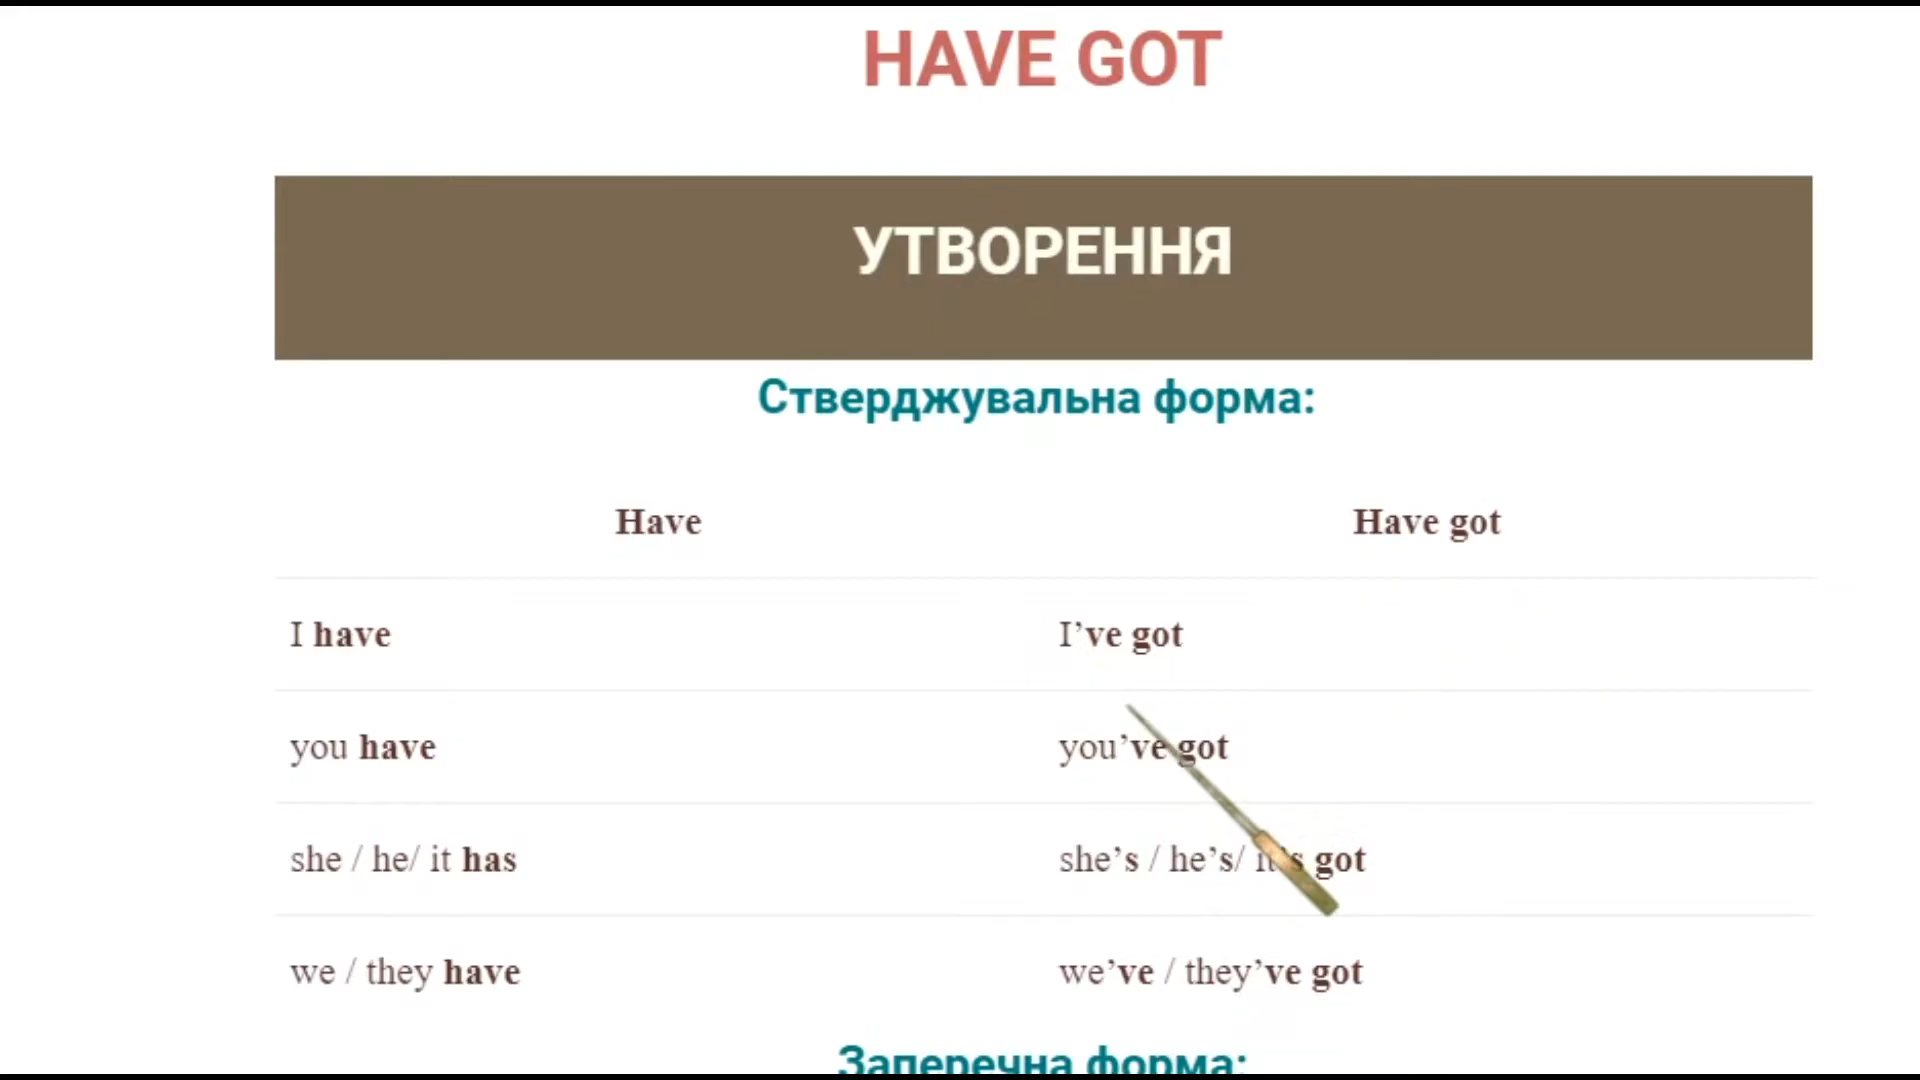 HAVE GOT
УТВОРЕННЯ
Стверджувальна форма:
Have Have got
I have I’ve got
you have you’ve got
she / he/ it has she’s / he’s/ it’s got
we / they have we’ve / they’ve got
Заперечна форма: